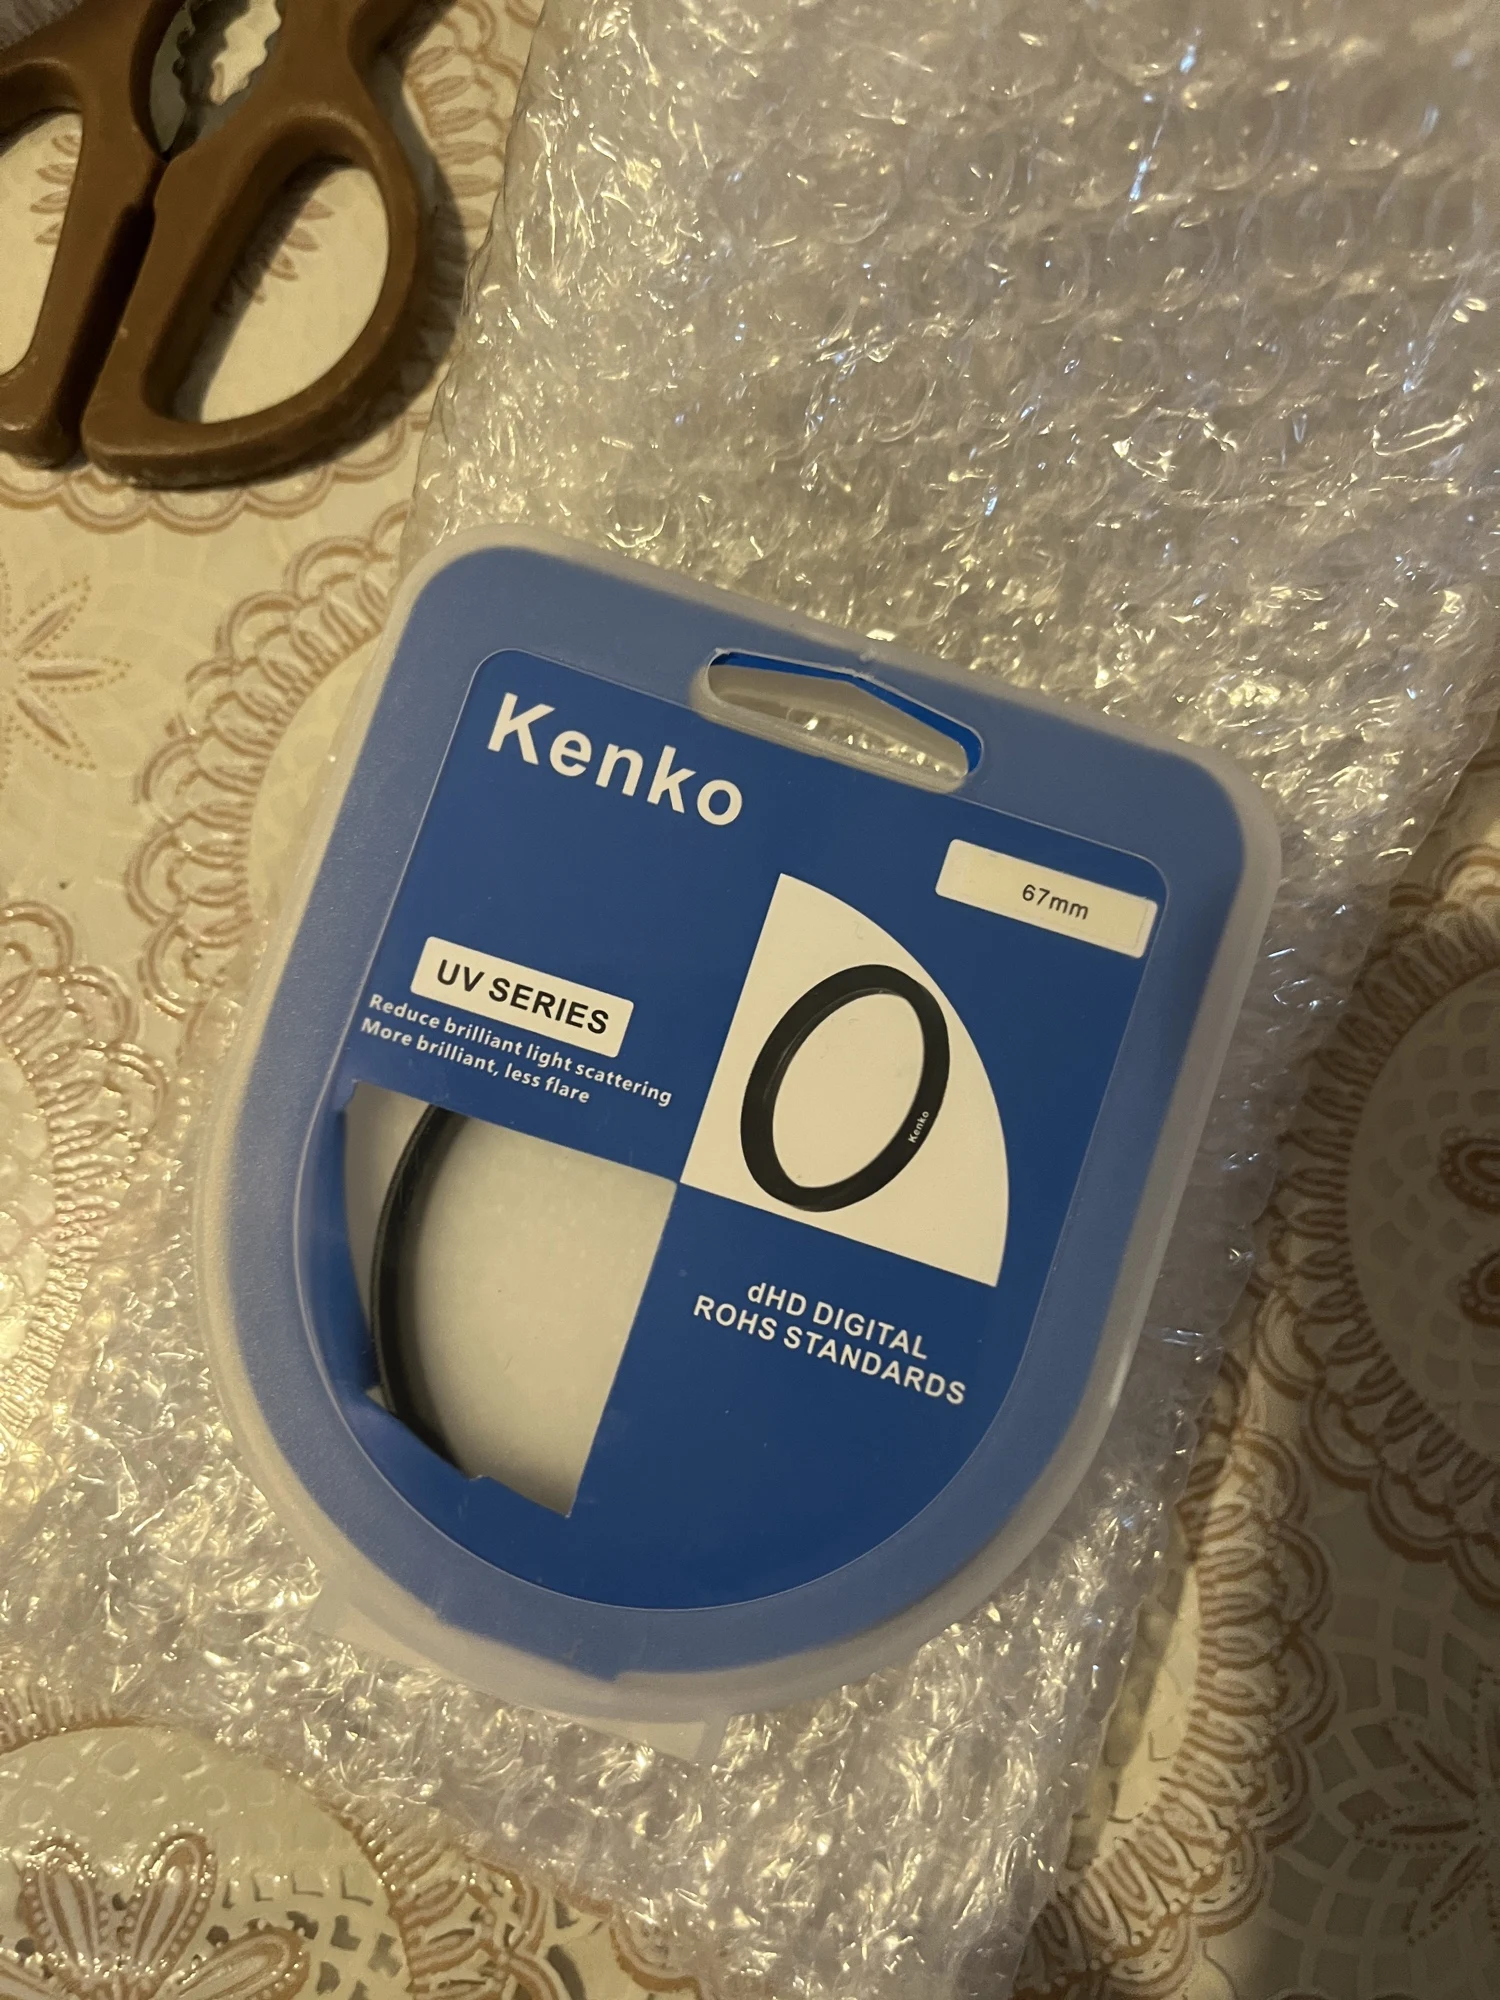 Kenko
67mm
UV SERIES
Reduce brilliant light scattering
More brilliant, less flare
Kenko
dHD DIGITAL
ROHS STANDARDS